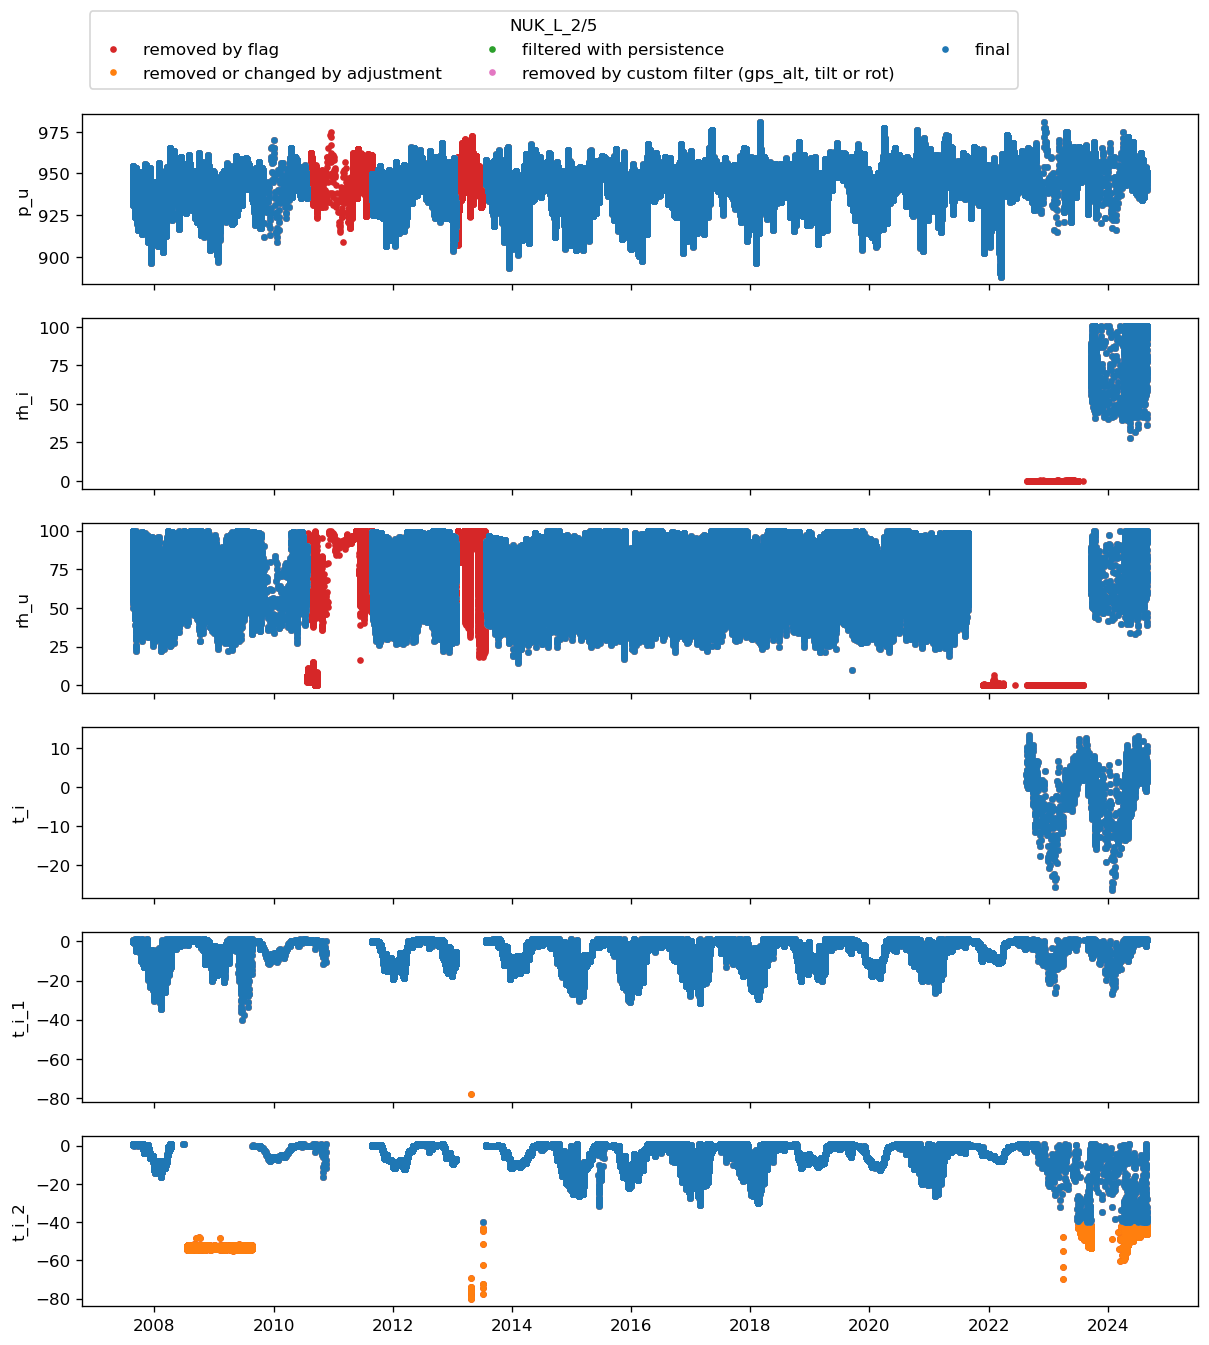 NUK_L_2/5
removed by flag
filtered with persistence
final
removed or changed by adjustment
removed by custom filter (gps_alt, tilt or rot)
975
950
925
900
p_u
100
75
50
25
0
rh_i
100
75
50
25
0
rh_u
10
0
−10
−20
t_i
0
−20
−40
−60
−80
t_i_1
0
−20
−40
−60
−80
t_i_2
2008 2010 2012 2014 2016 2018 2020 2022 2024